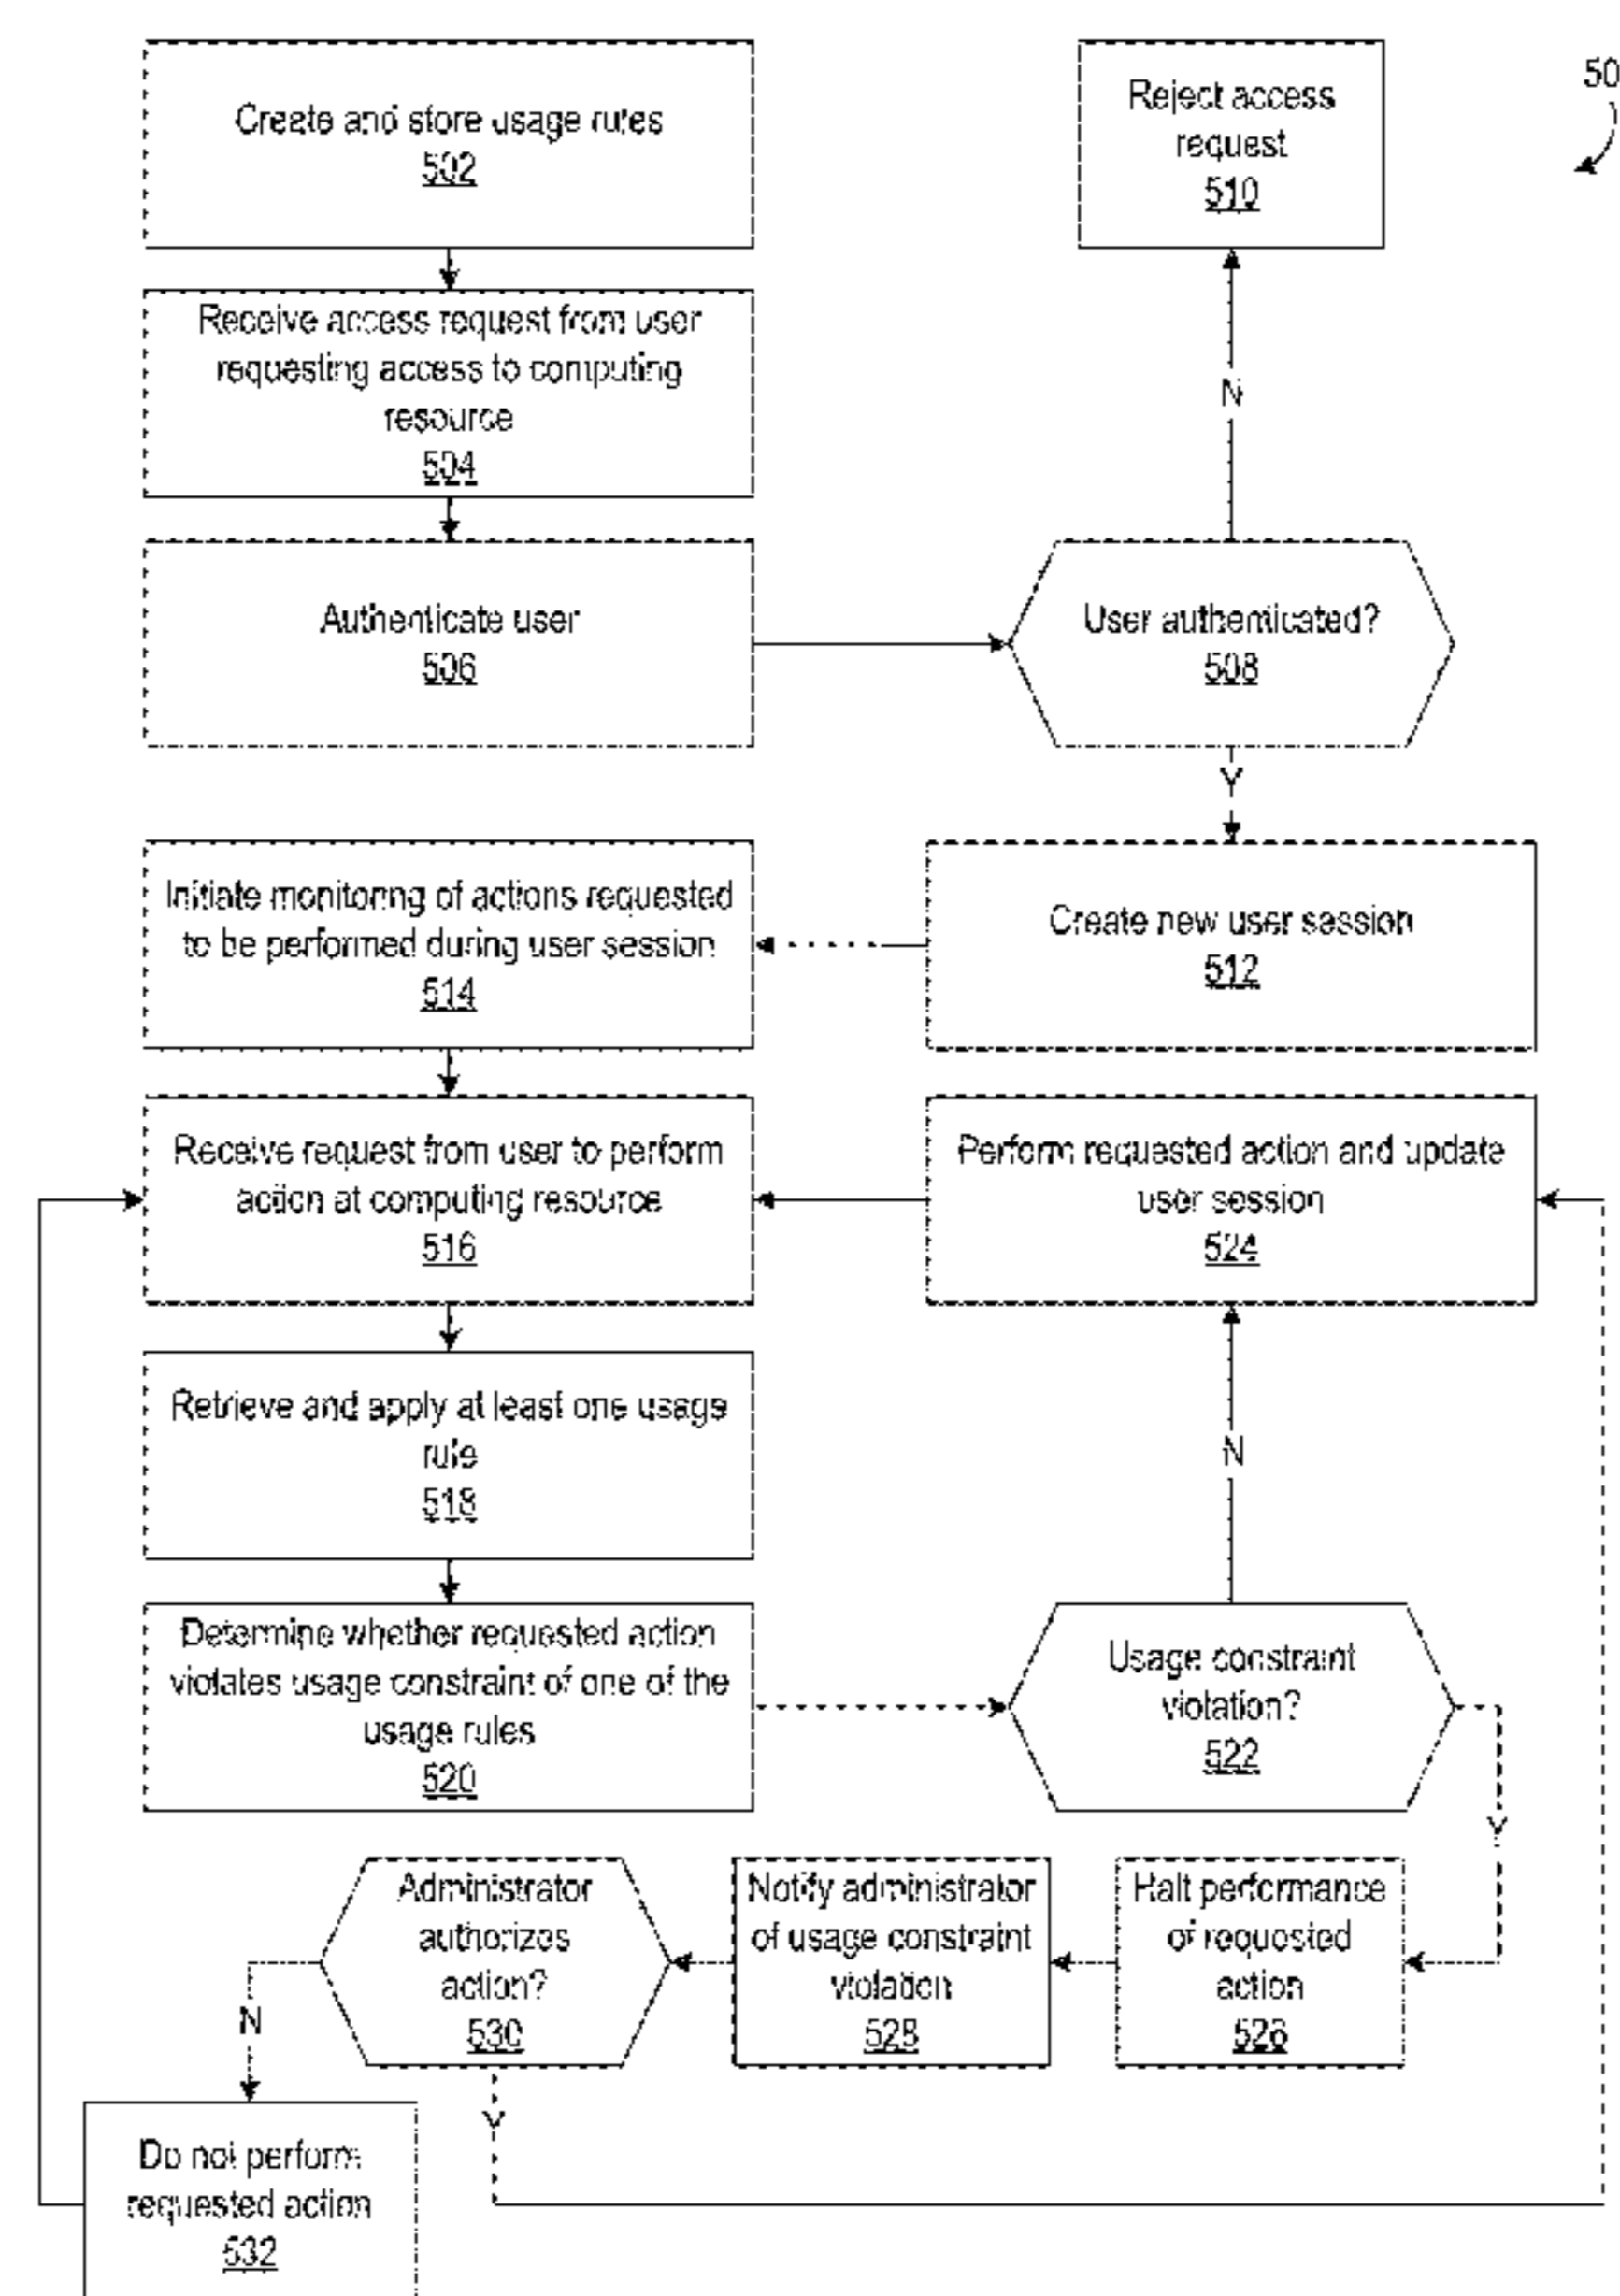 Create and store usage rules
502
Reject access
request
510
50
Receive access request from user
requesting access to computing
resource
504
N
Authenticate user
506
User authenticated?
508
Y
Initiate monitoring of actions requested
to be performed during user session
514
Create new user session
512
Receive request from user to perform
action at computing resource
516
Perform requested action and update
user session
524
Retrieve and apply at least one usage
rule
518
N
Determine whether requested action
violates usage constraint of one of the
usage rules
520
Usage constraint
violation?
522
Y
Administrator
authorizes
action?
530
Notify administrator
of usage constraint
violation
528
Halt performance
of requested
action
526
N
Y
Do not perform
requested action
532